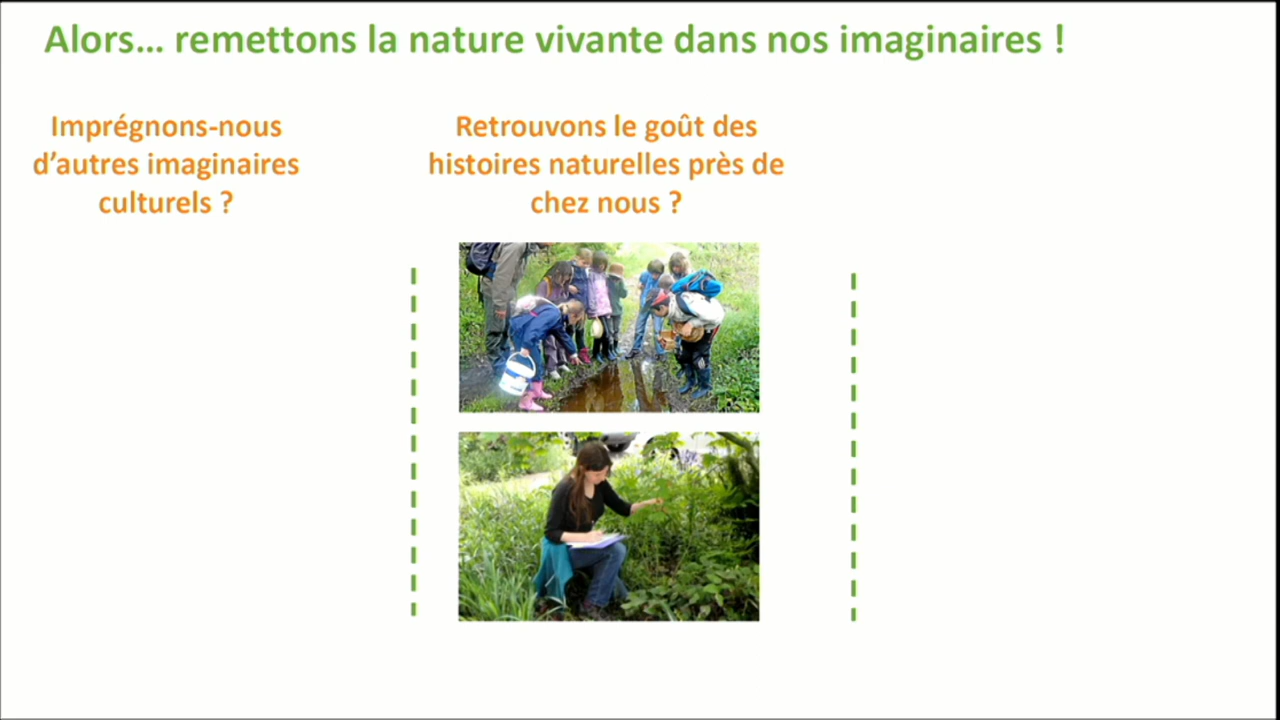 Alors... remettons la nature vivante dans nos imaginaires !
Imprégnons-nous
d'autres imaginaires
culturels ?
Retrouvons le goût des
histoires naturelles près de
chez nous ?